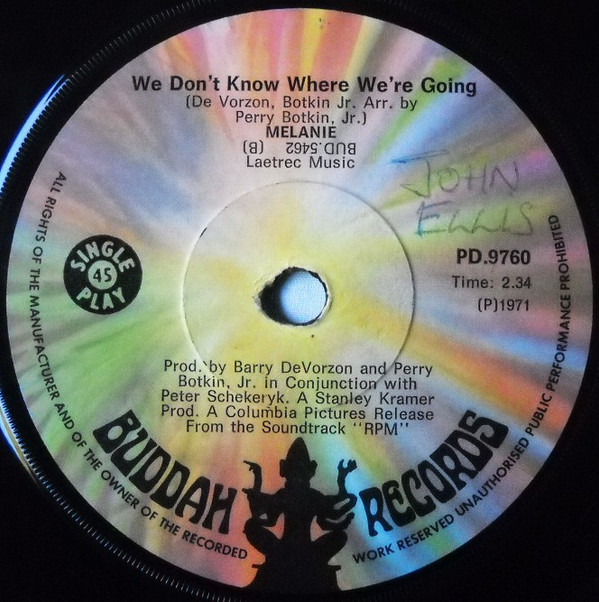 We Don't Know Where We're Going
(De Vorzon, Botkin Jr. Arr. by
Perry Botkin, Jr.)
MELANIE
BUD.5462 (B)
Laetrec Music
JOHN
ELLIS
SINGLE
45
PLAY
PD.9760
Time: 2.34
(P)1971
Prod. by Barry DeVorzon and Perry
Botkin, Jr. in Conjunction with
Peter Schekeryk. A Stanley Kramer
Prod. A Columbia Pictures Release
From the Soundtrack "RPM"
BUDDAH RECORDS
ALL RIGHTS OF THE MANUFACTURER AND OF THE OWNER OF THE RECORDED WORK RESERVED UNAUTHORISED PUBLIC PERFORMANCE PROHIBITED